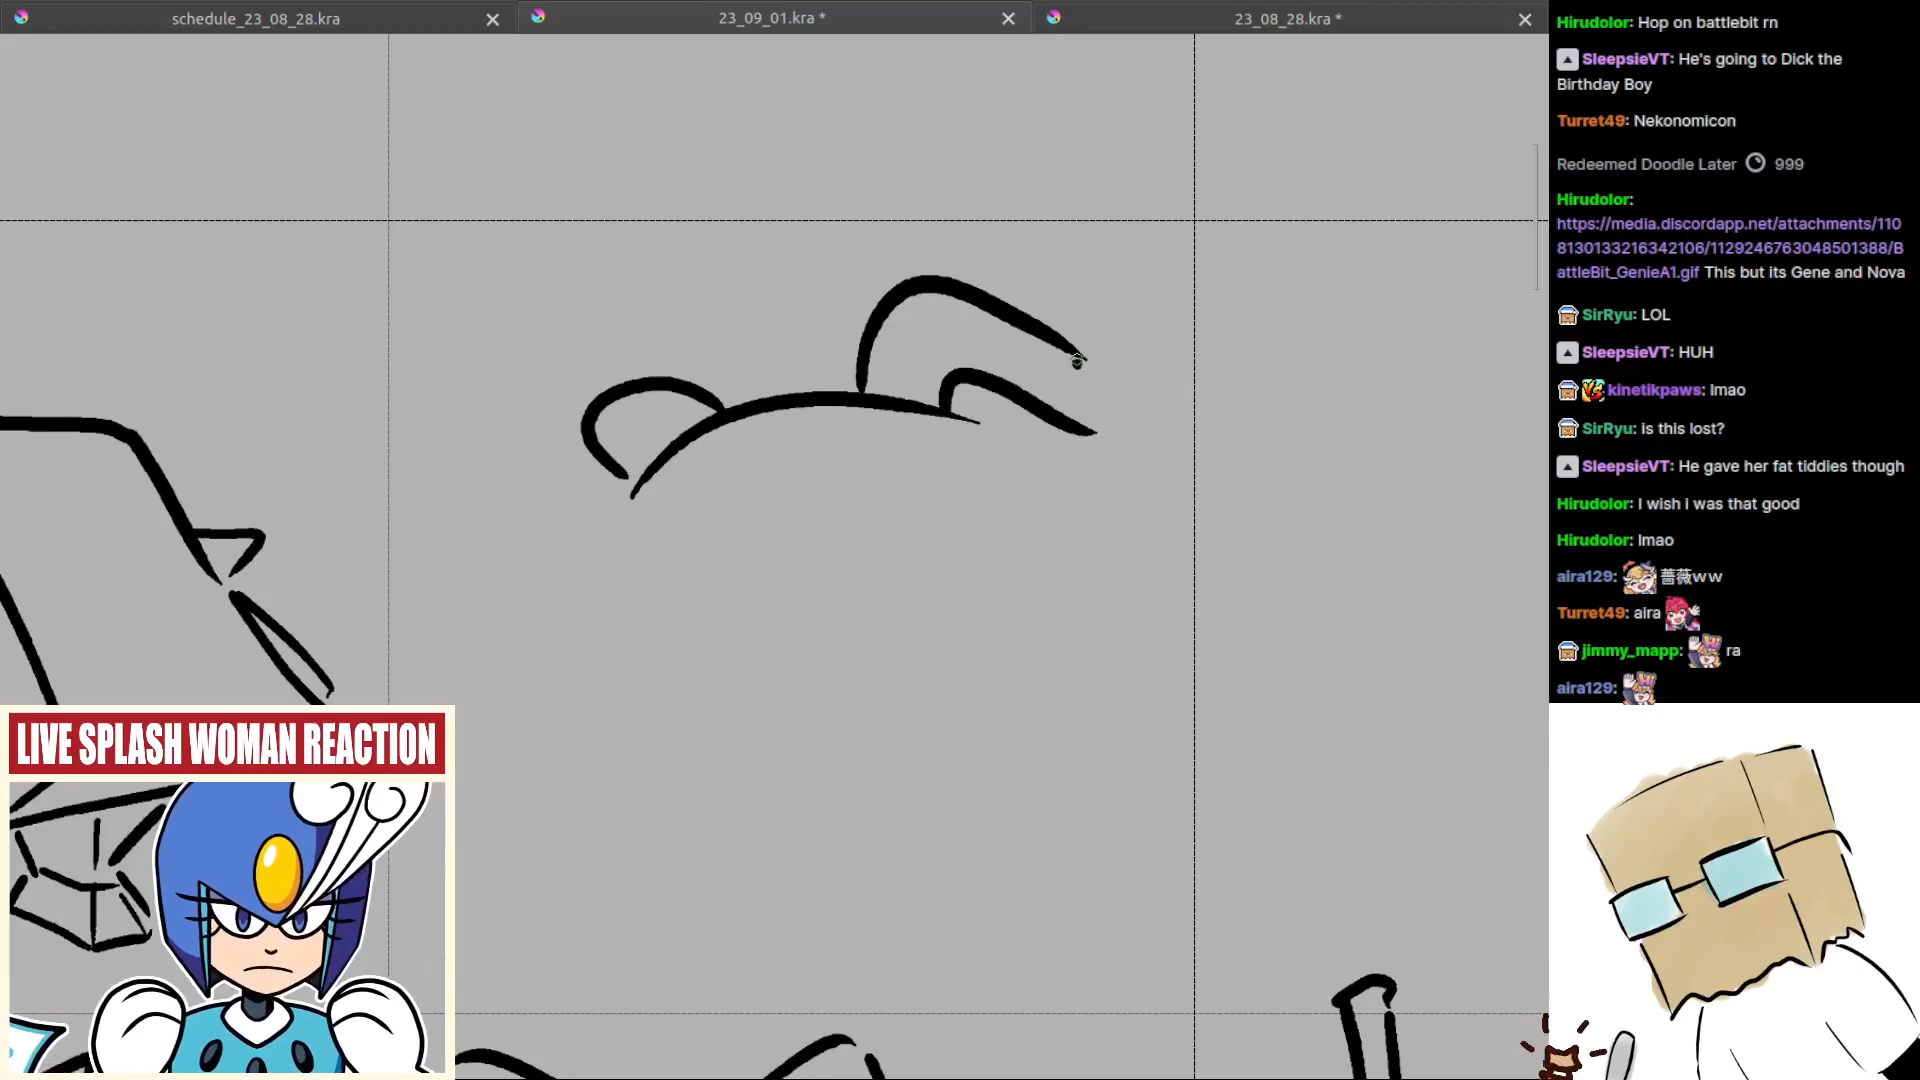 schedule_23_08_28.kra
23_09_01.kra *
23_08_28.kra *
Hirudolor: Hop on battlebit rn
SleepsieVT: He's going to Dick the
Birthday Boy
Turret49: Nekonomicon
Redeemed Doodle Later 999
Hirudolor:
https://media.discordapp.net/attachments/110
8130133216342106/1129246763048501388/B
attleBit_GenieA1.gif This but its Gene and Nova
SirRyu: LOL
SleepsieVT: HUH
kinetikpaws: lmao
SirRyu: is this lost?
SleepsieVT: He gave her fat tiddies though
Hirudolor: I wish i was that good
Hirudolor: lmao
aira129: 薔薇ww
Turret49: aira
jimmy_mapp: ra
aira129:
LIVE SPLASH WOMAN REACTION